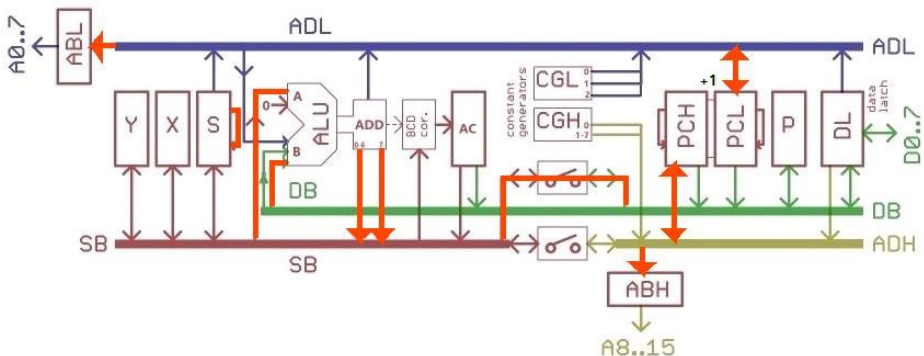 ADL
A0..7
ABL
ADL
Y
X
S
0
A
B
ALU
ADD
0-6
7
BCD
cor.
AC
constant
generators
CGL
0
1
2
CGH
0
1-7
+1
PCH
PCL
P
DL
data
latch
D0..7
DB
DB
SB
SB
ADH
ABH
A8..15